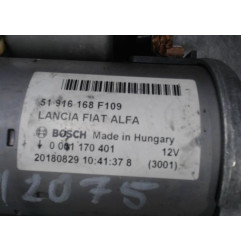 51 916 168 F109
LANCIA FIAT ALFA
BOSCH Made in Hungary
0 001 170 401 12V
20180829 10:41:37 8 (3001)
12075